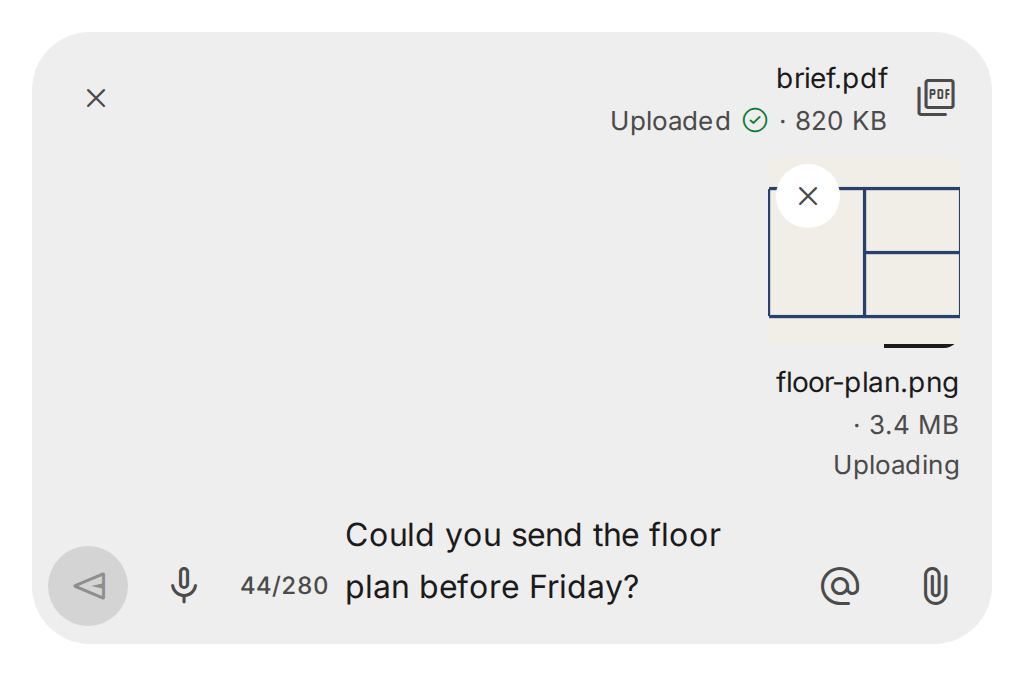 brief.pdf
PDF
Uploaded · 820 KB
floor-plan.png
· 3.4 MB
Uploading
Could you send the floor
plan before Friday?
44/280